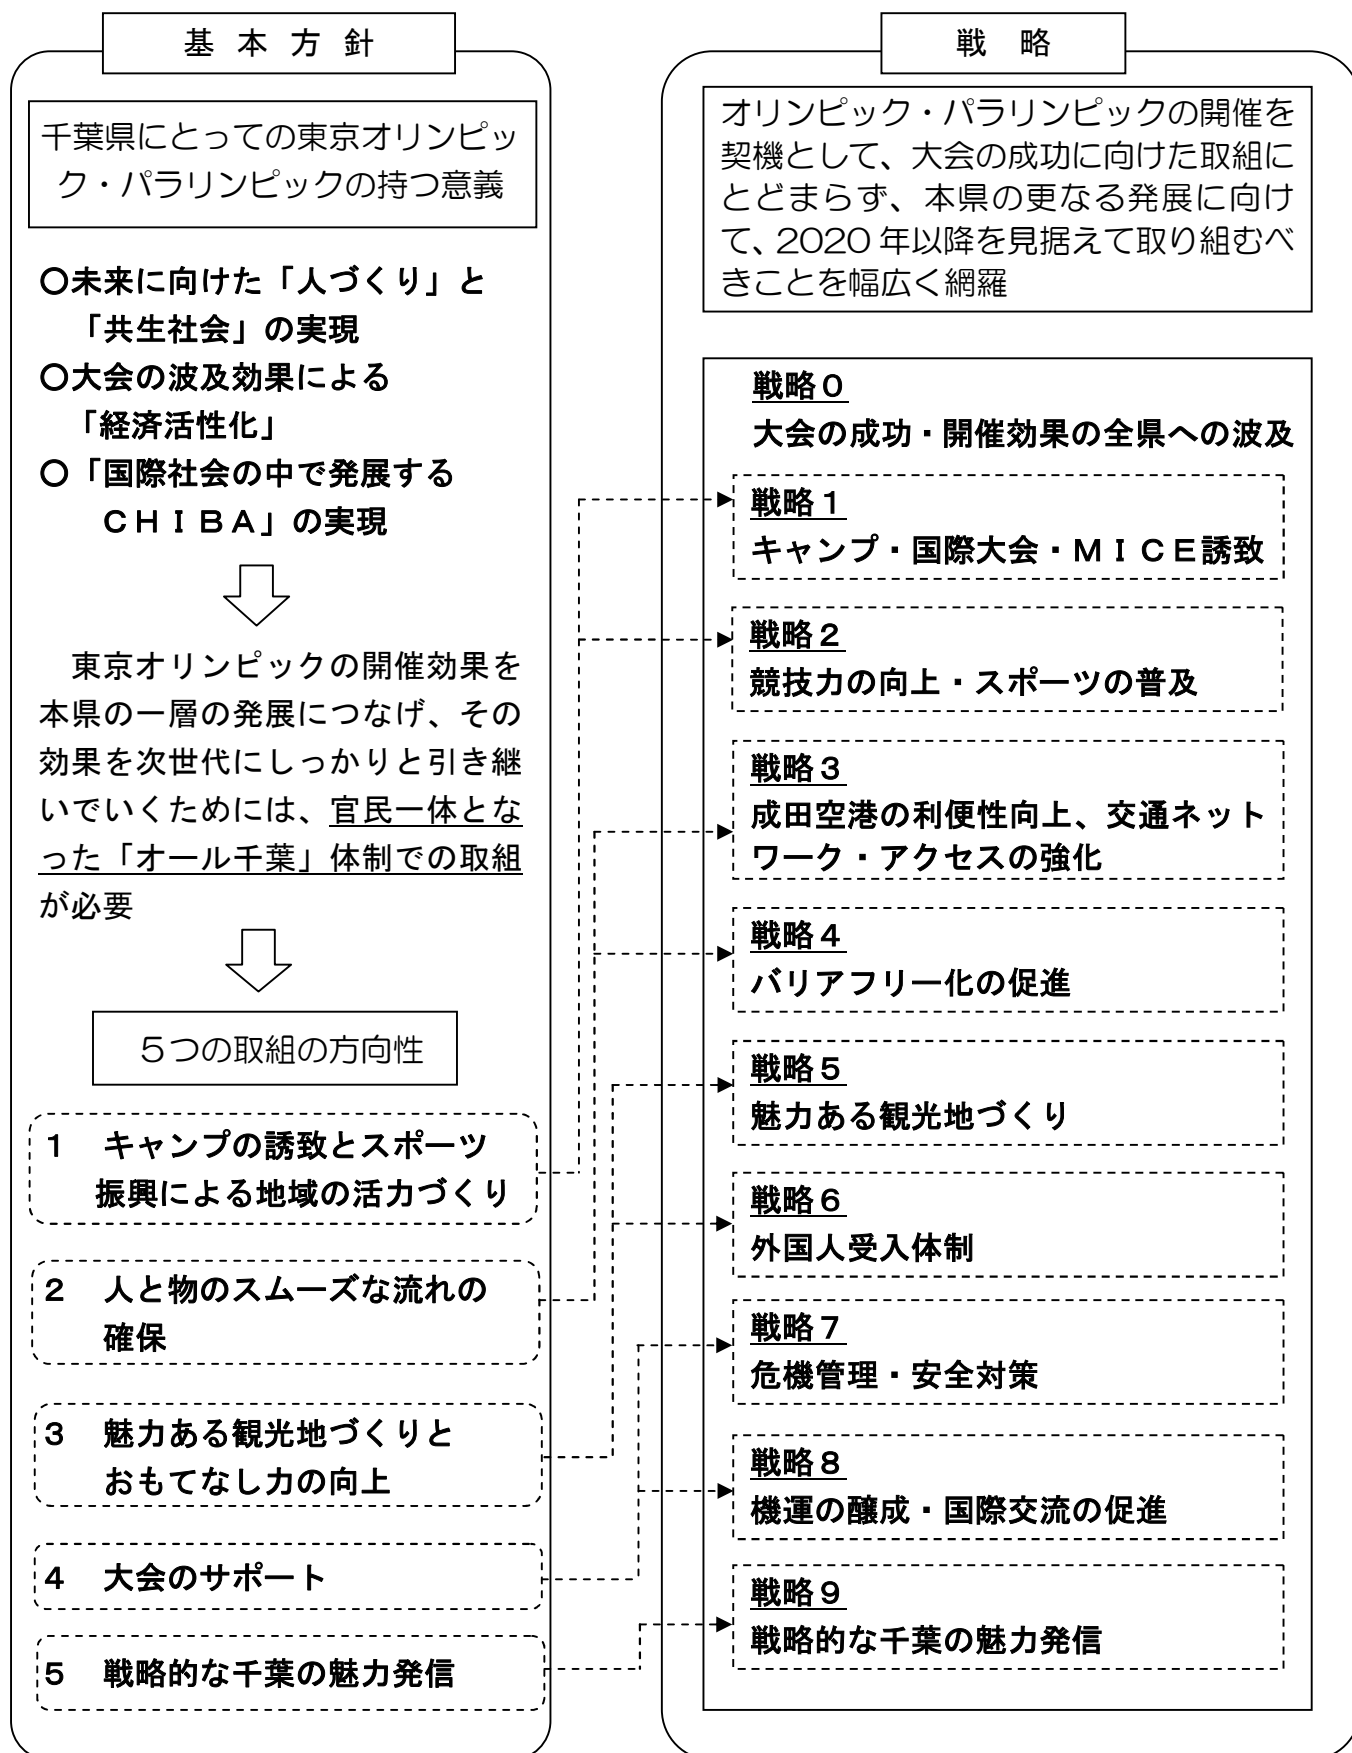 基本方針
千葉県にとっての東京オリンピッ
ク・パラリンピックの持つ意義
〇未来に向けた「人づくり」と
「共生社会」の実現
〇大会の波及効果による
「経済活性化」
〇「国際社会の中で発展する
ＣＨＩＢＡ」の実現
東京オリンピックの開催効果を
本県の一層の発展につなげ、その
効果を次世代にしっかりと引き継
いでいくためには、官民一体とな
った「オール千葉」体制での取組
が必要
５つの取組の方向性
１　キャンプの誘致とスポーツ
振興による地域の活力づくり
２　人と物のスムーズな流れの
確保
３　魅力ある観光地づくりと
おもてなし力の向上
４　大会のサポート
５　戦略的な千葉の魅力発信
戦略
オリンピック・パラリンピックの開催を
契機として、大会の成功に向けた取組に
とどまらず、本県の更なる発展に向け
て、2020 年以降を見据えて取り組むべ
きことを幅広く網羅
戦略０
大会の成功・開催効果の全県への波及
戦略１
キャンプ・国際大会・ＭＩＣＥ誘致
戦略２
競技力の向上・スポーツの普及
戦略３
成田空港の利便性向上、交通ネット
ワーク・アクセスの強化
戦略４
バリアフリー化の促進
戦略５
魅力ある観光地づくり
戦略６
外国人受入体制
戦略７
危機管理・安全対策
戦略８
機運の醸成・国際交流の促進
戦略９
戦略的な千葉の魅力発信